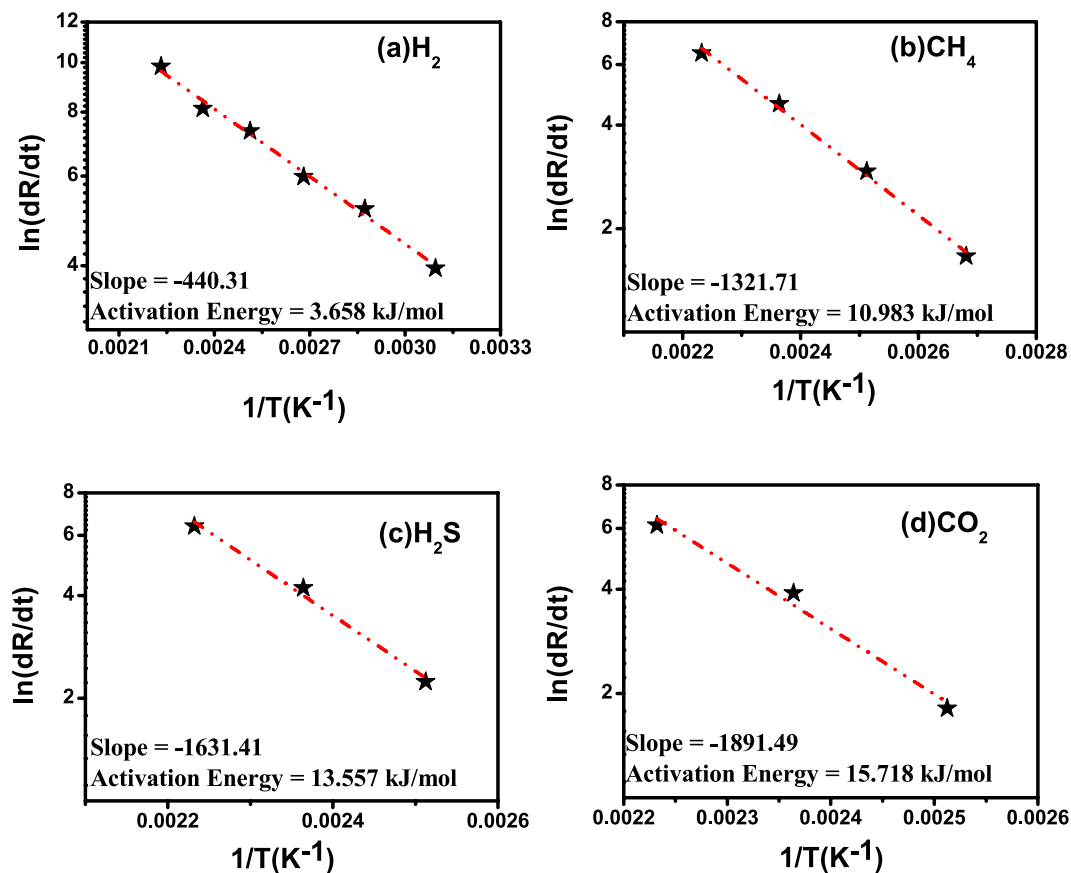 (a)H2
12
10
8
6
4
ln(dR/dt)
Slope = -440.31
Activation Energy = 3.658 kJ/mol
0.0021 0.0024 0.0027 0.0030 0.0033
1/T(K-1)
(b)CH4
8
6
4
2
ln(dR/dt)
Slope = -1321.71
Activation Energy = 10.983 kJ/mol
0.0022 0.0024 0.0026 0.0028
1/T(K-1)
(c)H2S
8
6
4
2
ln(dR/dt)
Slope = -1631.41
Activation Energy = 13.557 kJ/mol
0.0022 0.0024 0.0026
1/T(K-1)
(d)CO2
8
6
4
2
ln(dR/dt)
Slope = -1891.49
Activation Energy = 15.718 kJ/mol
0.0022 0.0023 0.0024 0.0025 0.0026
1/T(K-1)